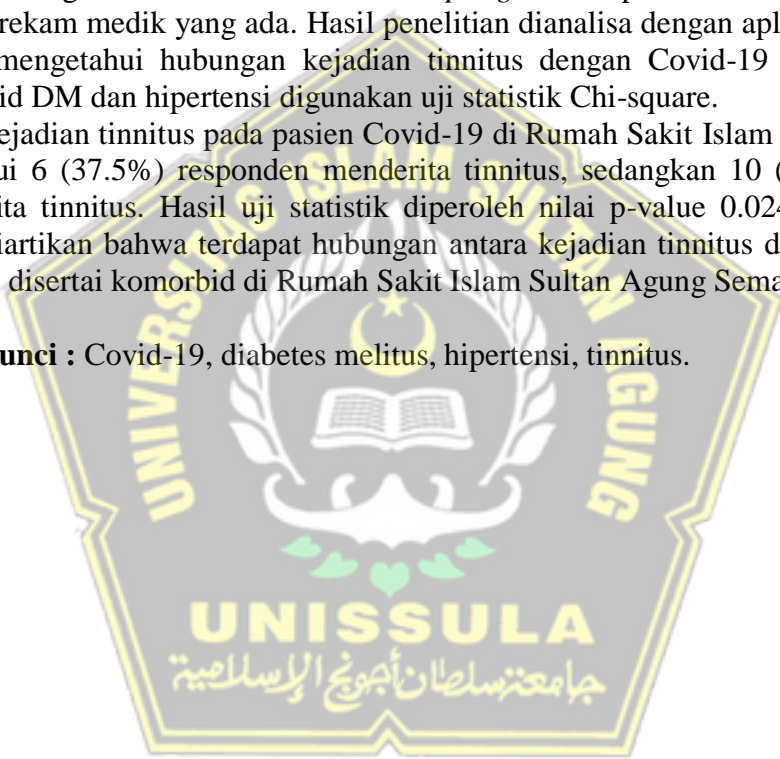 rekam medik yang ada. Hasil penelitian dianalisa dengan
mengetahui hubungan kejadian tinnitus dengan Covid-19
id DM dan hipertensi digunakan uji statistik Chi-square.
ejadian tinnitus pada pasien Covid-19 di Rumah Sakit Islam
ui 6 (37.5%) responden menderita tinnitus, sedangkan 10 (
ita tinnitus. Hasil uji statistik diperoleh nilai p-value 0.024
iartikan bahwa terdapat hubungan antara kejadian tinnitus d
disertai komorbid di Rumah Sakit Islam Sultan Agung Sema
unci : Covid-19, diabetes melitus, hipertensi, tinnitus.
UNIVERSITAS ISLAM SULTAN AGUNG
UNISSULA
جامعة سلطان أجونج الإسلامية